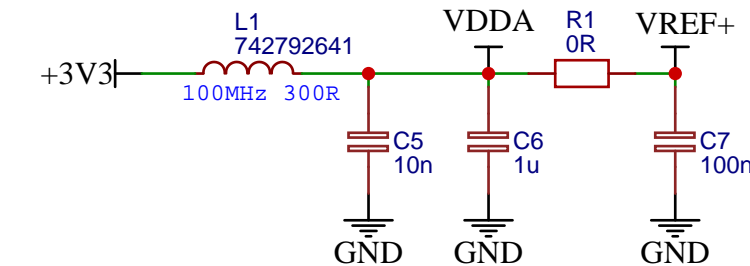 L1
742792641
VDDA
R1
0R
VREF+
+3V3
100MHz 300R
C5
10n
C6
1u
C7
100n
GND
GND
GND